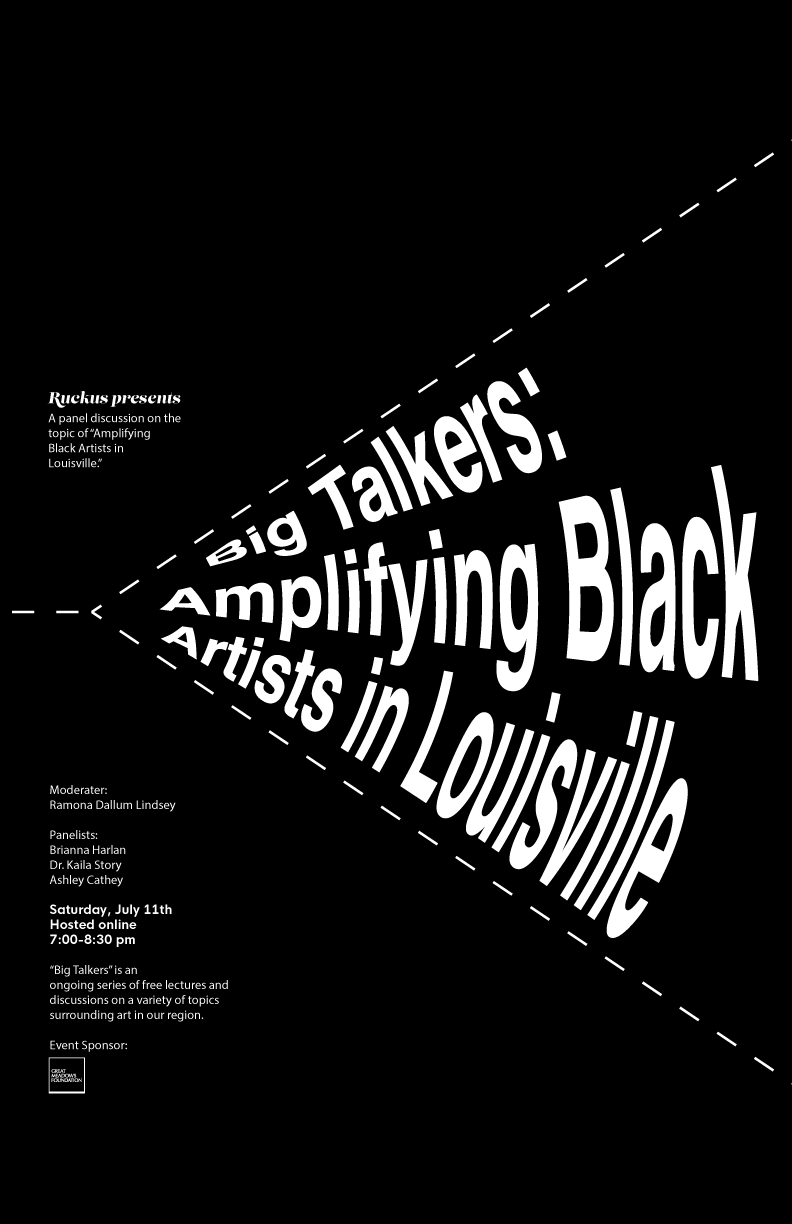 Ruckus presents
A panel discussion on the
topic of “Amplifying
Black Artists in
Louisville.”
Big Talkers:
Amplifying Black
Artists in Louisville
Moderater:
Ramona Dallum Lindsey
Panelists:
Brianna Harlan
Dr. Kaila Story
Ashley Cathey
Saturday, July 11th
Hosted online
7:00-8:30 pm
“Big Talkers” is an
ongoing series of free lectures and
discussions on a variety of topics
surrounding art in our region.
Event Sponsor:
GREAT
MEADOWS
FOUNDATION